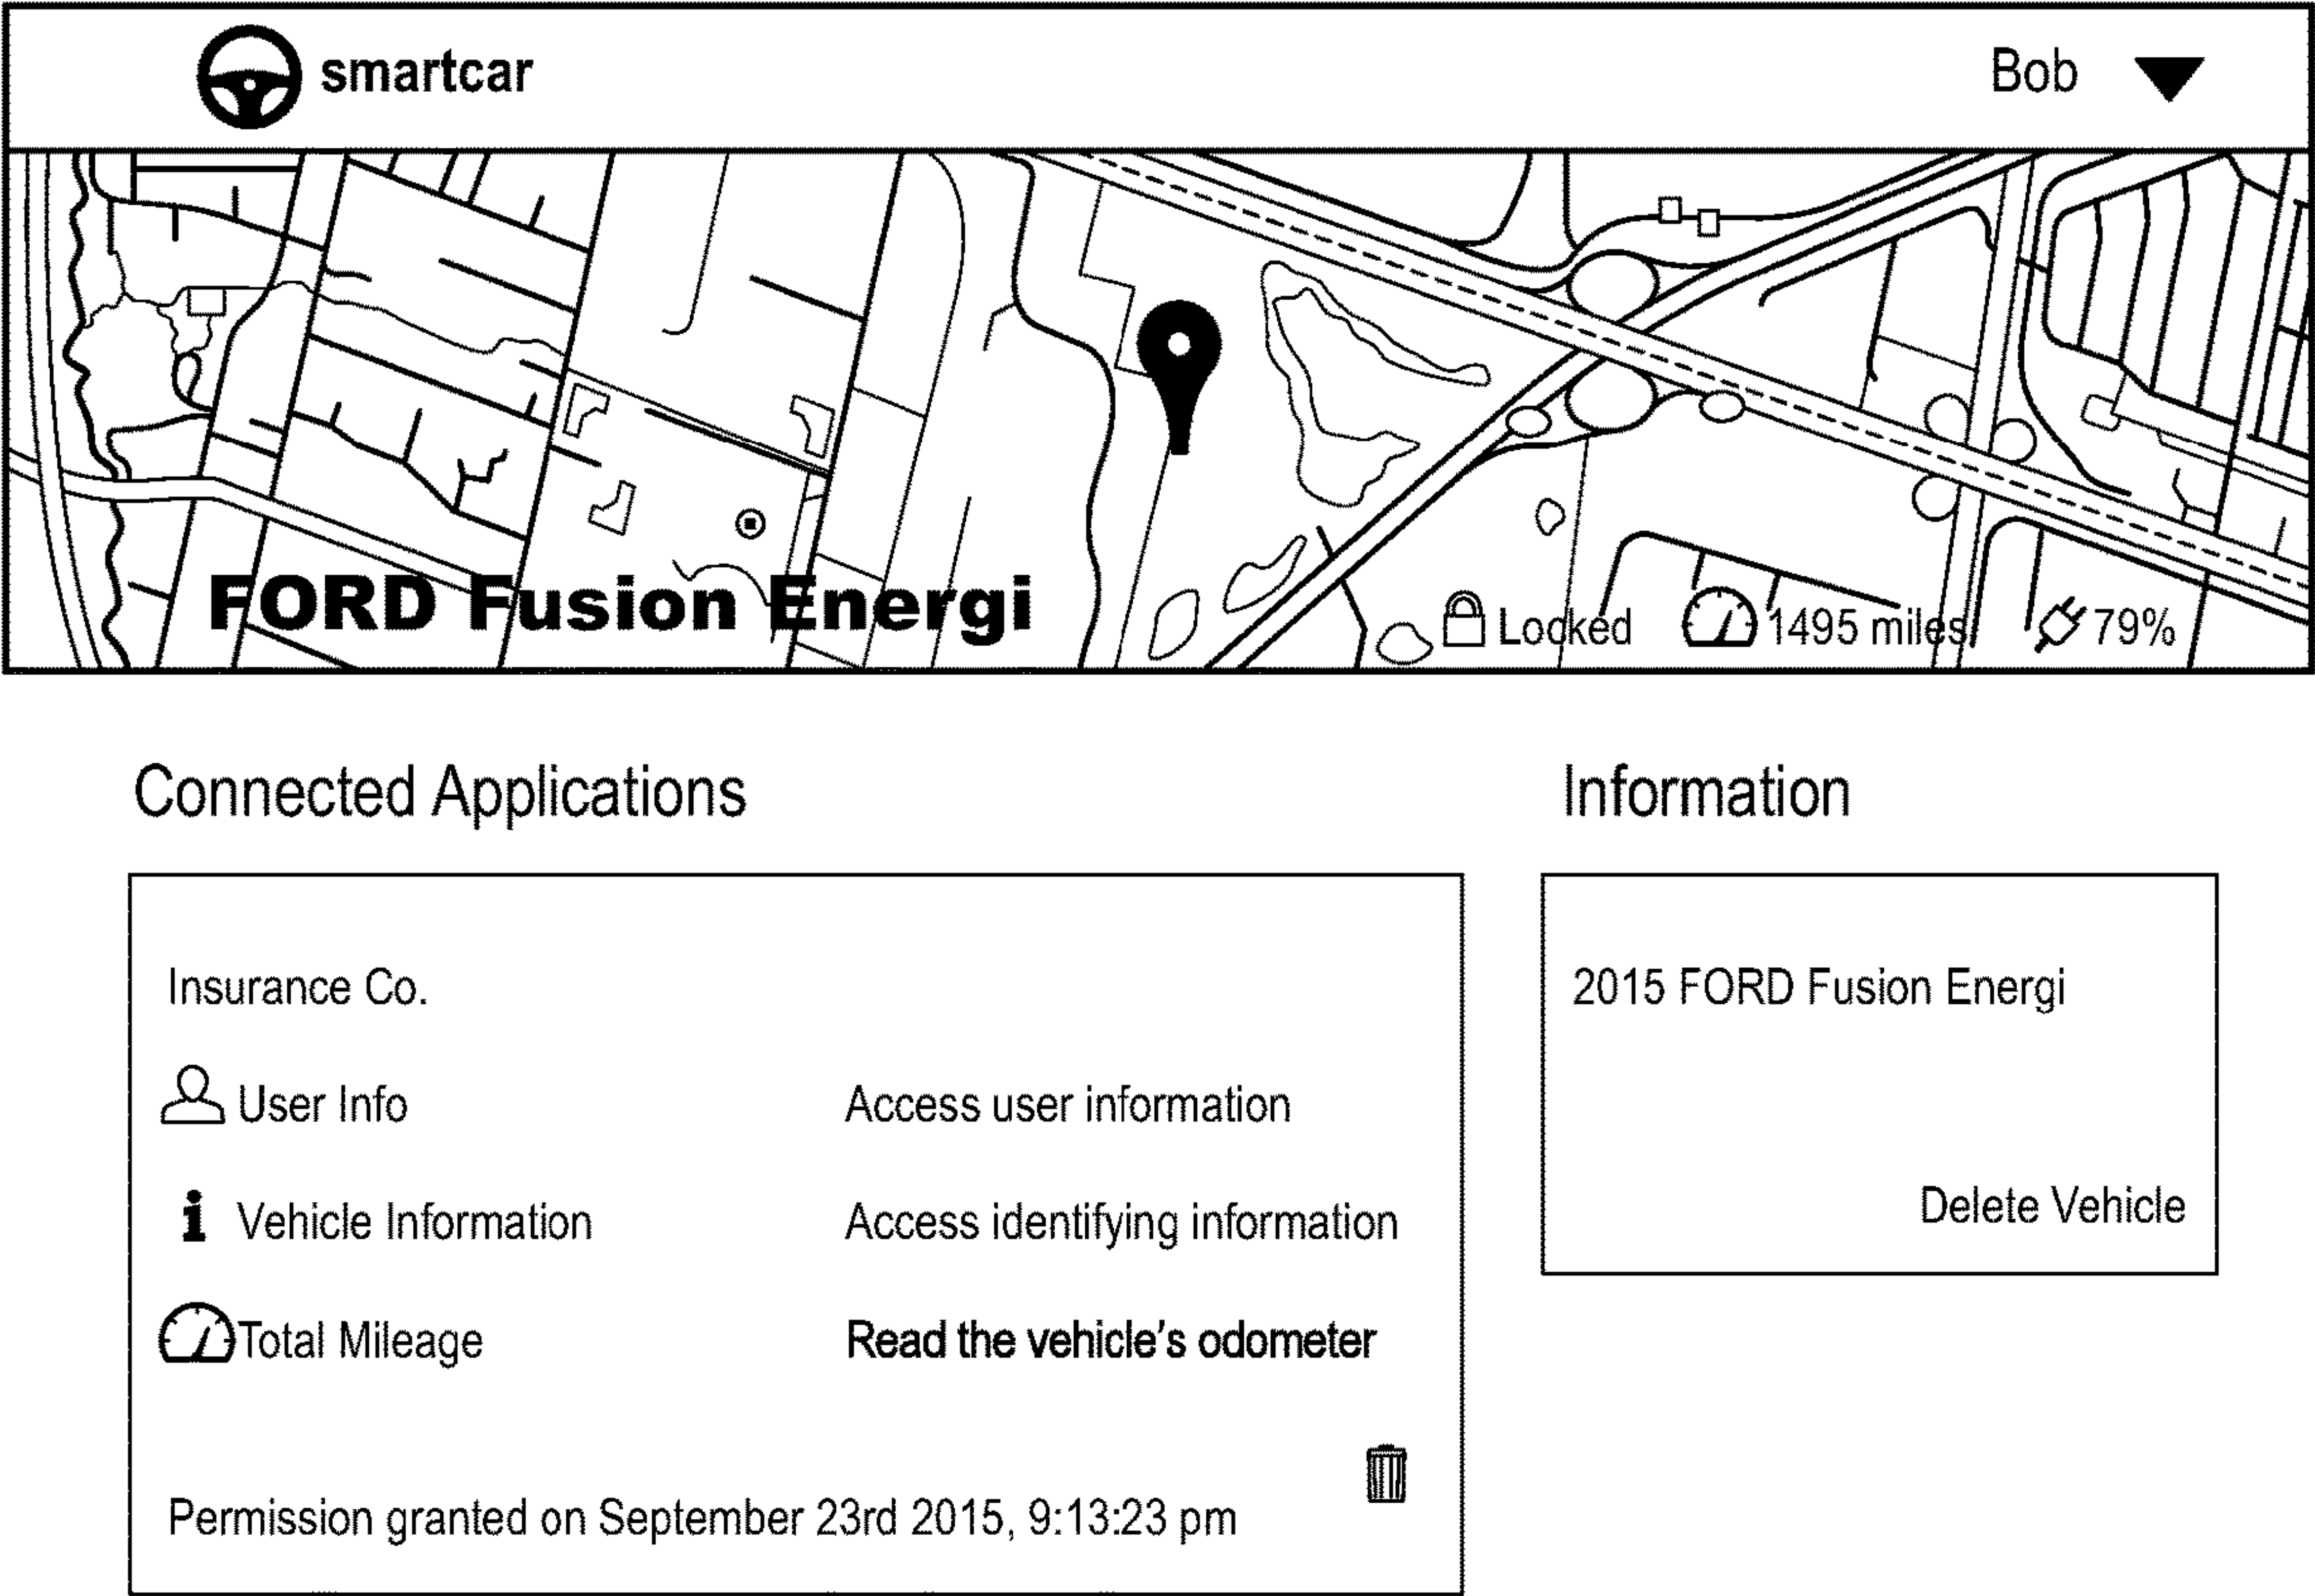 smartcar
Bob
FORD Fusion Energi
Locked
1495 miles
79%
Connected Applications
Information
Insurance Co.
2015 FORD Fusion Energi
User Info
Access user information
Vehicle Information
Access identifying information
Delete Vehicle
Total Mileage
Read the vehicle's odometer
Permission granted on September 23rd 2015, 9:13:23 pm